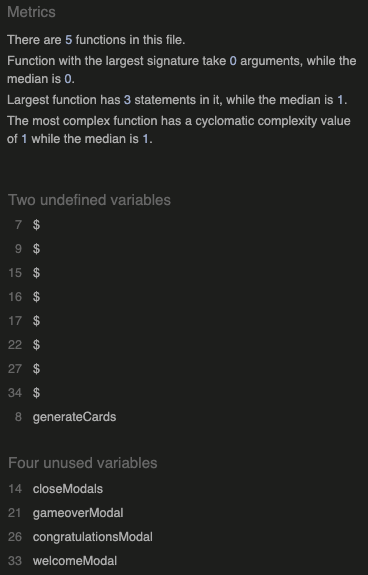 Metrics
There are 5 functions in this file.
Function with the largest signature take 0 arguments, while the
median is 0.
Largest function has 3 statements in it, while the median is 1.
The most complex function has a cyclomatic complexity value
of 1 while the median is 1.
Two undefined variables
7 $
9 $
15 $
16 $
17 $
22 $
27 $
34 $
8 generateCards
Four unused variables
14 closeModals
21 gameoverModal
26 congratulationsModal
33 welcomeModal